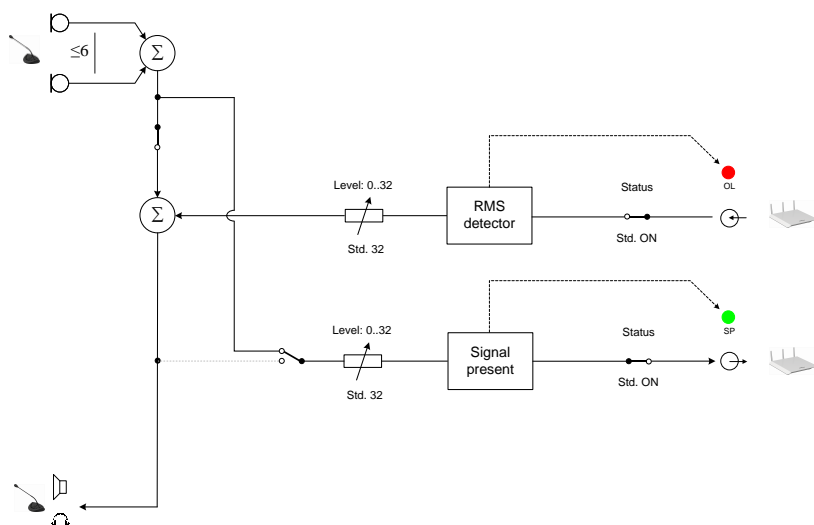 ≤6
Σ
Σ
Level: 0..32
Std. 32
RMS
detector
Status
Std. ON
OL
Level: 0..32
Std. 32
Signal
present
Status
Std. ON
SP